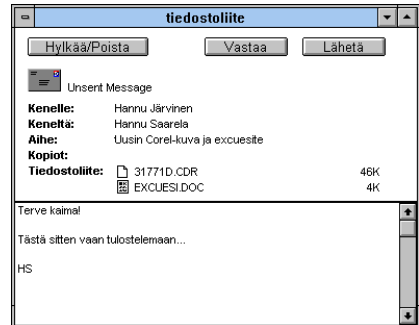 tiedostoliite
Hylkää/Poista Vastaa Lähetä
Unsent Message
Kenelle: Hannu Järvinen
Keneltä: Hannu Saarela
Aihe: Uusin Corel-kuva ja excuesite
Kopiot:
Tiedostoliite: 31771D.CDR 46K
EXCUESI.DOC 4K
Terve kaima!
Tästä sitten vaan tulostelemaan...
HS